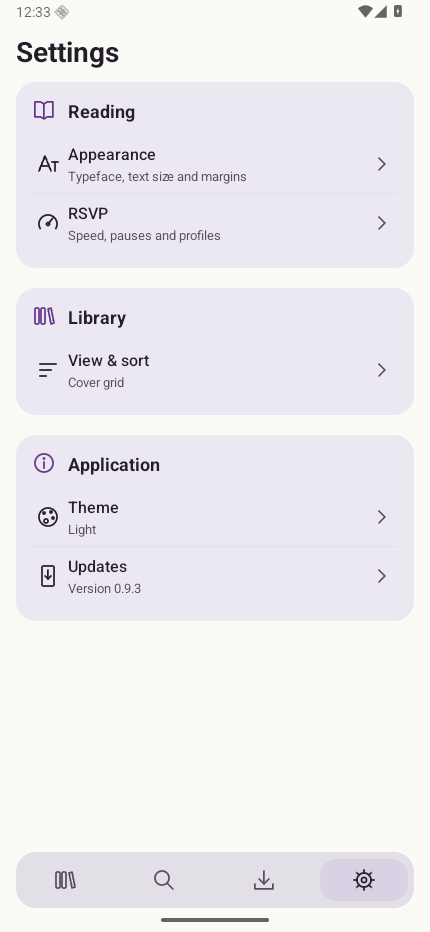 12:33
Settings
Reading
Appearance
Typeface, text size and margins
RSVP
Speed, pauses and profiles
Library
View & sort
Cover grid
Application
Theme
Light
Updates
Version 0.9.3